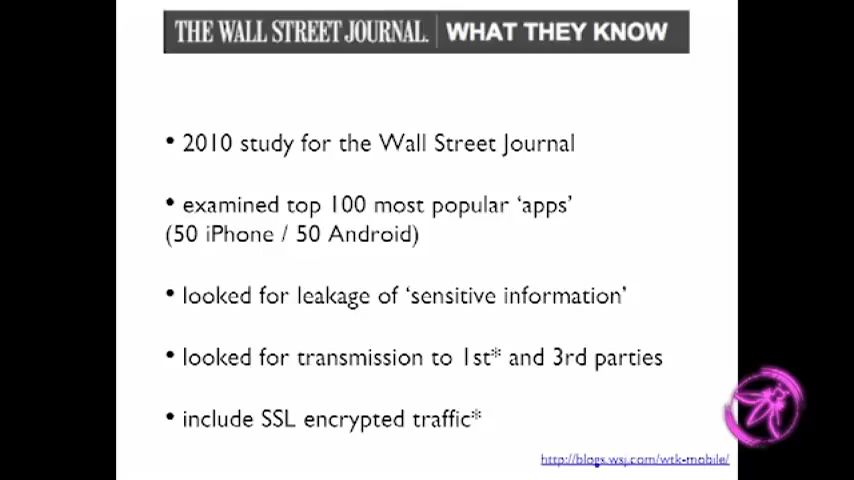 THE WALL STREET JOURNAL. WHAT THEY KNOW
• 2010 study for the Wall Street Journal
• examined top 100 most popular ‘apps’
(50 iPhone / 50 Android)
• looked for leakage of ‘sensitive information’
• looked for transmission to 1st* and 3rd parties
• include SSL encrypted traffic*
http://blogs.wsj.com/wtk-mobile/